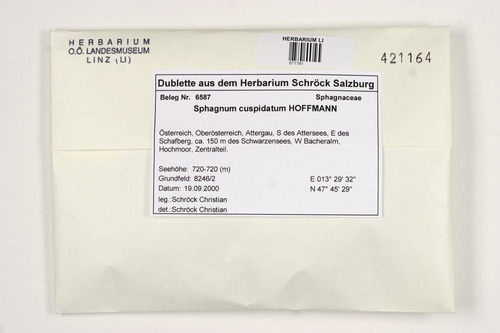 HERBARIUM
O.Ö. LANDESMUSEUM
LINZ (LI)
HERBARIUM LI
421164
Dublette aus dem Herbarium Schröck Salzburg
Beleg Nr. 6587 Sphagnaceae
Sphagnum cuspidatum HOFFMANN
Österreich, Oberösterreich, Attergau, S des Attersees, E des
Schafberg, ca. 150 m des Schwarzensees, W Bacheralm,
Hochmoor, Zentralteil.
Seehöhe: 720-720 (m)
Grundfeld: 8246/2 E 013° 29' 32"
Datum: 19.09.2000 N 47° 45' 29"
leg.:Schröck Christian
det.:Schröck Christian